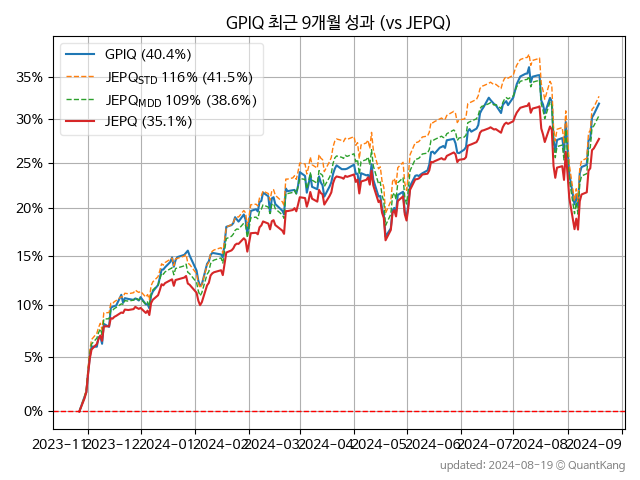 GPIQ 최근 9개월 성과 (vs JEPQ)
GPIQ (40.4%)
JEPQSTD 116% (41.5%)
JEPQMDD 109% (38.6%)
JEPQ (35.1%)
35%
30%
25%
20%
15%
10%
5%
0%
2023-11 2023-12 2024-01 2024-02 2024-03 2024-04 2024-05 2024-06 2024-07 2024-08 2024-09
updated: 2024-08-19 © QuantKang